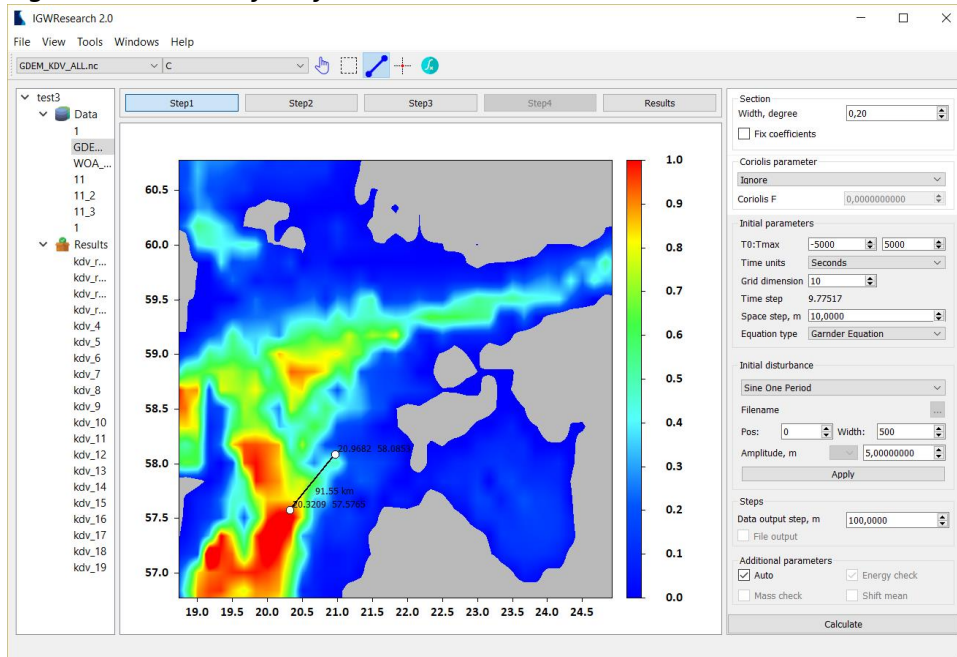 IGWResearch 2.0
File View Tools Windows Help
GDEM_KDV_ALL.nc C
test3
Data
1
GDE...
WOA_...
11
11_2
11_3
1
Results
kdv_r...
kdv_r...
kdv_r...
kdv_r...
kdv_4
kdv_5
kdv_6
kdv_7
kdv_8
kdv_9
kdv_10
kdv_11
kdv_12
kdv_13
kdv_14
kdv_15
kdv_16
kdv_17
kdv_18
kdv_19
Step1 Step2 Step3 Step4 Results
60.5
60.0
59.5
59.0
58.5
58.0
57.5
57.0
19.0 19.5 20.0 20.5 21.0 21.5 22.0 22.5 23.0 23.5 24.0 24.5
20.9682 58.0859
91.59 km
20.3209 57.5765
1.0
0.9
0.8
0.7
0.6
0.5
0.4
0.3
0.2
0.1
0.0
Section
Width, degree 0,20
Fix coefficients
Coriolis parameter
Ignore
Coriolis F 0,0000000000
Initial parameters
T0:Tmax -5000 5000
Time units Seconds
Grid dimension 10
Time step 9.77517
Space step, m 10,0000
Equation type Garnder Equation
Initial disturbance
Sine One Period
Filename ...
Pos: 0 Width: 500
Amplitude, m 5,00000000
Apply
Steps
Data output step, m 100,0000
File output
Additional parameters
Auto Energy check
Mass check Shift mean
Calculate